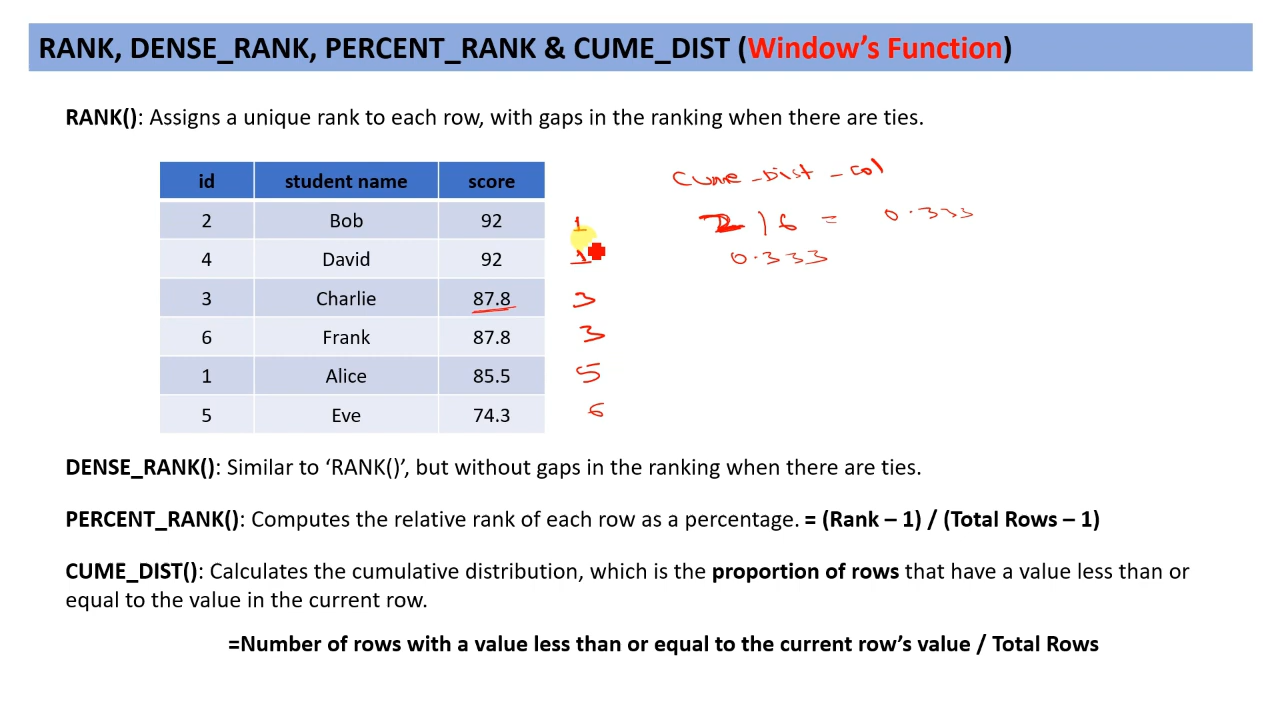 RANK, DENSE_RANK, PERCENT_RANK & CUME_DIST (Window’s Function)
RANK(): Assigns a unique rank to each row, with gaps in the ranking when there are ties.
id student name score
cume_Dist_col
2 Bob 92 1
2/6 = 0.333
4 David 92 1
0.333
3 Charlie 87.8 3
6 Frank 87.8 3
1 Alice 85.5 5
5 Eve 74.3 6
DENSE_RANK(): Similar to ‘RANK()’, but without gaps in the ranking when there are ties.
PERCENT_RANK(): Computes the relative rank of each row as a percentage. = (Rank – 1) / (Total Rows – 1)
CUME_DIST(): Calculates the cumulative distribution, which is the proportion of rows that have a value less than or
equal to the value in the current row.
=Number of rows with a value less than or equal to the current row’s value / Total Rows